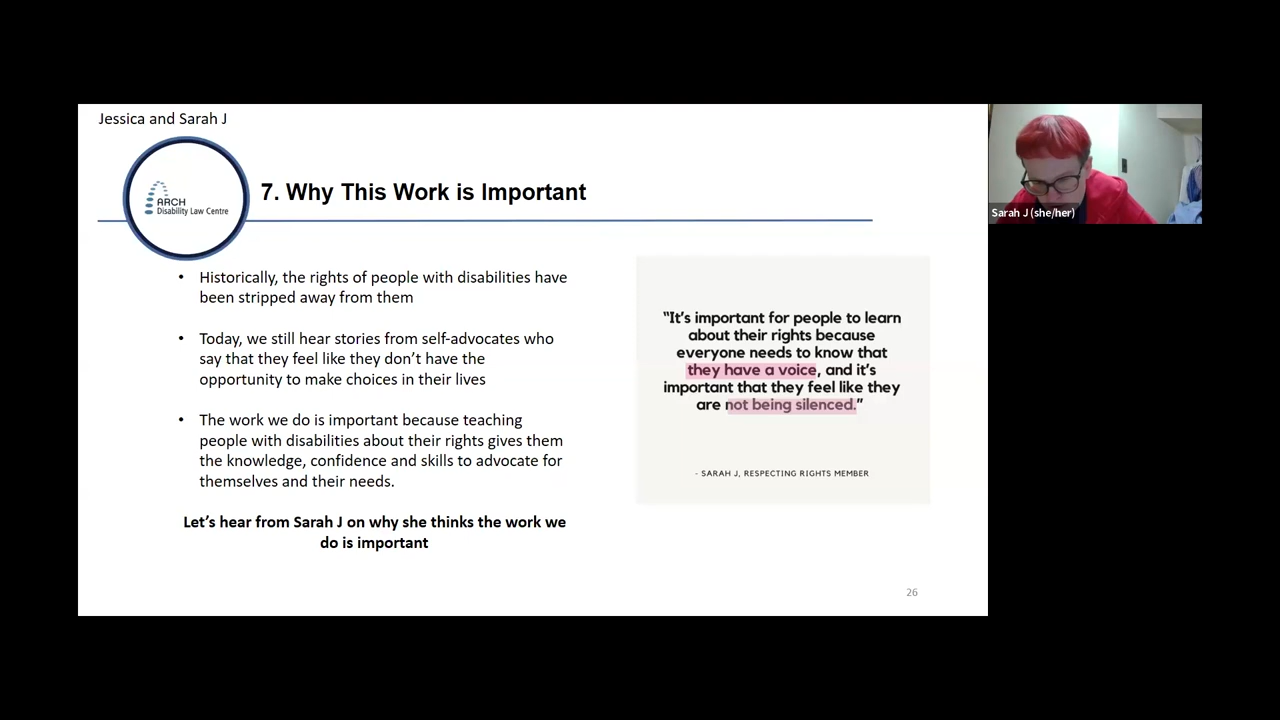 Jessica and Sarah J
ARCH
Disability Law Centre
7. Why This Work is Important
• Historically, the rights of people with disabilities have
been stripped away from them
• Today, we still hear stories from self-advocates who
say that they feel like they don’t have the
opportunity to make choices in their lives
• The work we do is important because teaching
people with disabilities about their rights gives them
the knowledge, confidence and skills to advocate for
themselves and their needs.
Let’s hear from Sarah J on why she thinks the work we
do is important
“It’s important for people to learn
about their rights because
everyone needs to know that
they have a voice, and it’s
important that they feel like they
are not being silenced.”
- SARAH J, RESPECTING RIGHTS MEMBER
26
Sarah J (she/her)